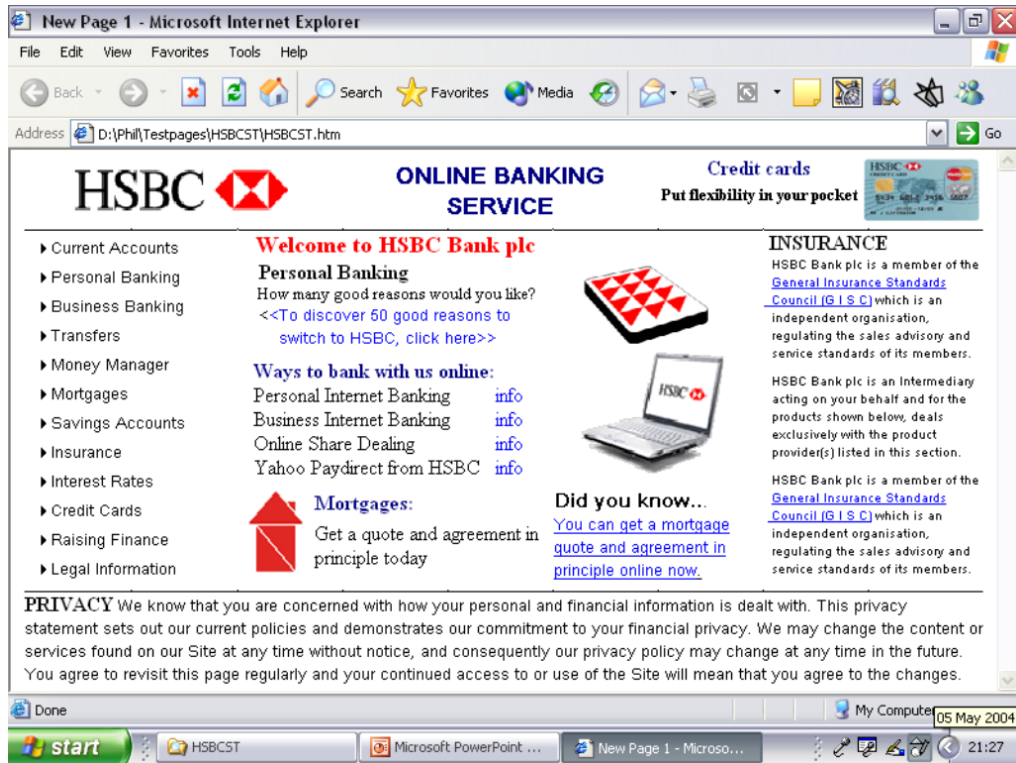 New Page 1 - Microsoft Internet Explorer
File Edit View Favorites Tools Help
Back Search Favorites Media
Address D:\Phil\Testpages\HSBCST\HSBCST.htm Go
HSBC
ONLINE BANKING
SERVICE
Credit cards
Put flexibility in your pocket
HSBC
Current Accounts
Personal Banking
Business Banking
Transfers
Money Manager
Mortgages
Savings Accounts
Insurance
Interest Rates
Credit Cards
Raising Finance
Legal Information
Welcome to HSBC Bank plc
Personal Banking
How many good reasons would you like?
<<To discover 50 good reasons to
switch to HSBC, click here>>
Ways to bank with us online:
Personal Internet Banking info
Business Internet Banking info
Online Share Dealing info
Yahoo Paydirect from HSBC info
Mortgages:
Get a quote and agreement in
principle today
HSBC
Did you know...
You can get a mortgage
quote and agreement in
principle online now.
INSURANCE
HSBC Bank plc is a member of the
General Insurance Standards
Council (G I S C) which is an
independent organisation,
regulating the sales advisory and
service standards of its members.
HSBC Bank plc is an Intermediary
acting on your behalf and for the
products shown below, deals
exclusively with the product
provider(s) listed in this section.
HSBC Bank plc is a member of the
General Insurance Standards
Council (G I S C) which is an
independent organisation,
regulating the sales advisory and
service standards of its members.
PRIVACY We know that you are concerned with how your personal and financial information is dealt with. This privacy
statement sets out our current policies and demonstrates our commitment to your financial privacy. We may change the content or
services found on our Site at any time without notice, and consequently our privacy policy may change at any time in the future.
You agree to revisit this page regularly and your continued access to or use of the Site will mean that you agree to the changes.
Done My Compute
05 May 2004
start HSBCST Microsoft PowerPoint ... New Page 1 - Microso... 21:27